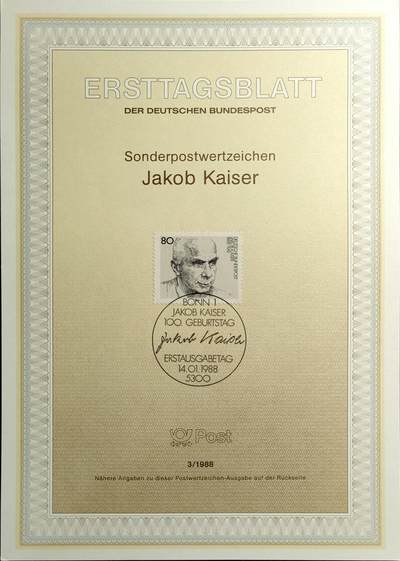 ERSTTAGSBLATT
DER DEUTSCHEN BUNDESPOST
Sonderpostwertzeichen
Jakob Kaiser
80
BONN 1
JAKOB KAISER
100. GEBURTSTAG
Jakob Kaiser
ERSTAUSGABETAG
14.01.1988
5300
Post
3/1988
Nähere Angaben zu dieser Postwertzeichen-Ausgabe auf der Rückseite